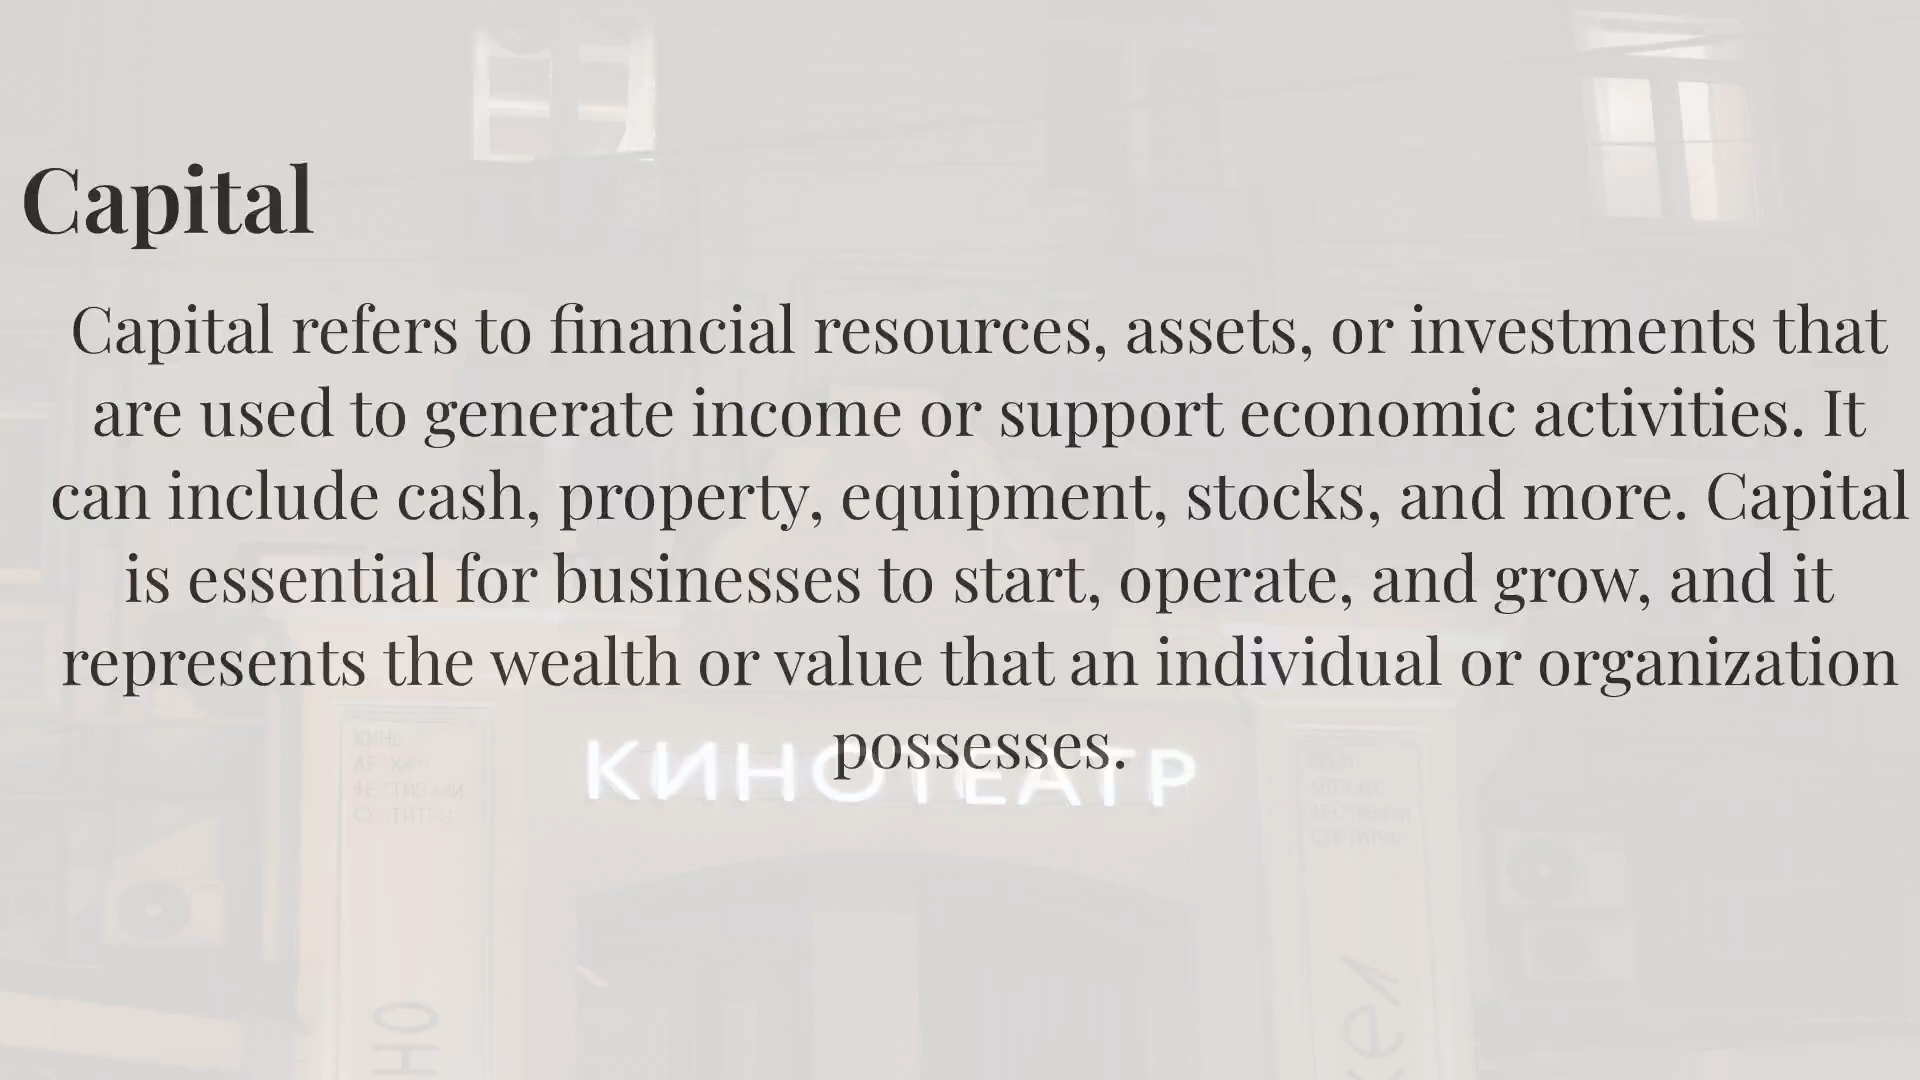 Capital
Capital refers to financial resources, assets, or investments that
are used to generate income or support economic activities. It
can include cash, property, equipment, stocks, and more. Capital
is essential for businesses to start, operate, and grow, and it
represents the wealth or value that an individual or organization
possesses.
КИНОТЕАТР